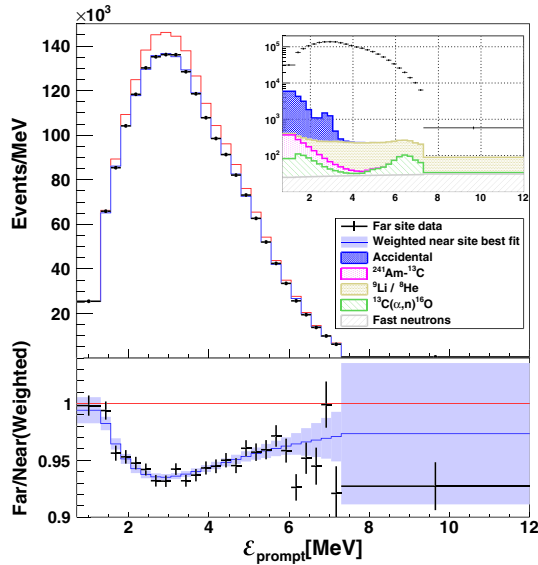 ×10³
140
120
100
80
60
40
20
Events/MeV
10⁵
10⁴
10³
10²
2 4 6 8 10 12
Far site data
Weighted near site best fit
Accidental
²⁴¹Am-¹³C
⁹Li / ⁸He
¹³C(α,n)¹⁶O
Fast neutrons
Far/Near(Weighted)
1
0.95
0.9
2 4 6 8 10 12
ℰprompt[MeV]